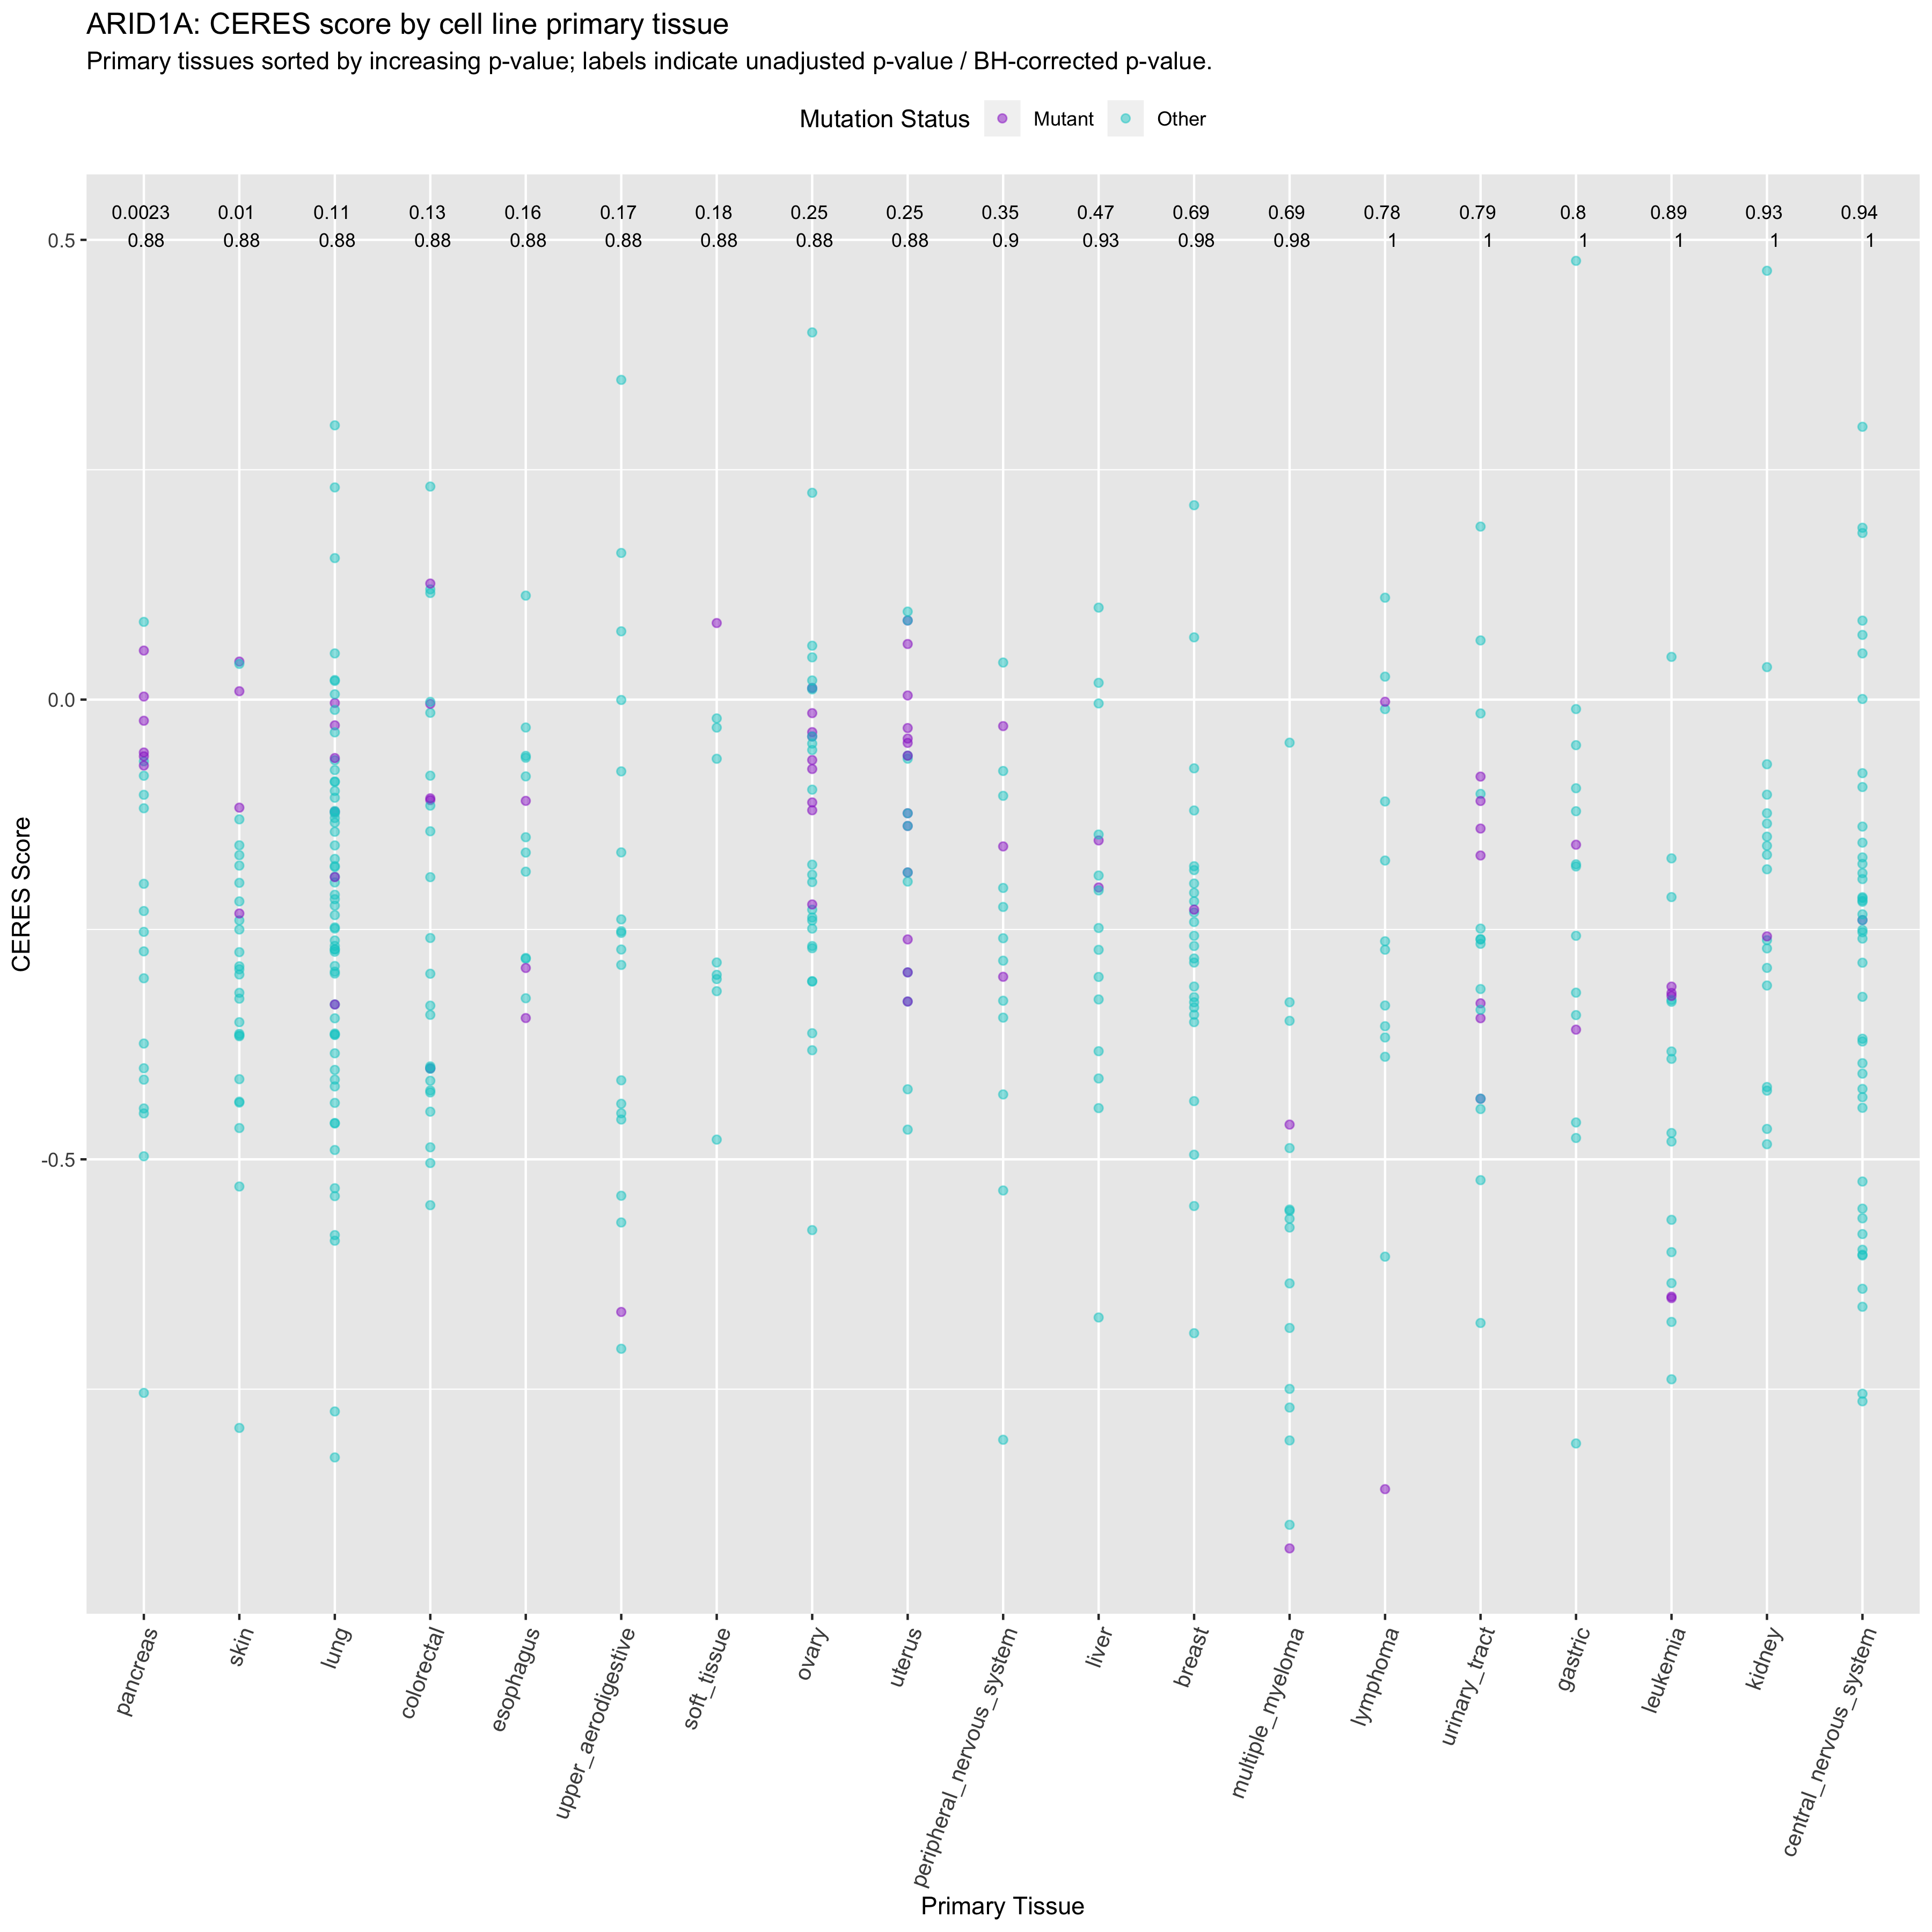 ARID1A: CERES score by cell line primary tissue
Primary tissues sorted by increasing p-value; labels indicate unadjusted p-value / BH-corrected p-value.
Mutation Status Mutant Other
0.0023 0.01 0.11 0.13 0.16 0.17 0.18 0.25 0.25 0.35 0.47 0.69 0.69 0.78 0.79 0.8 0.89 0.93 0.94
0.88 0.88 0.88 0.88 0.88 0.88 0.88 0.88 0.88 0.9 0.93 0.98 0.98 1 1 1 1 1 1
0.5
0.0
-0.5
CERES Score
pancreas
skin
lung
colorectal
esophagus
upper_aerodigestive
soft_tissue
ovary
uterus
peripheral_nervous_system
liver
breast
multiple_myeloma
lymphoma
urinary_tract
gastric
leukemia
kidney
central_nervous_system
Primary Tissue